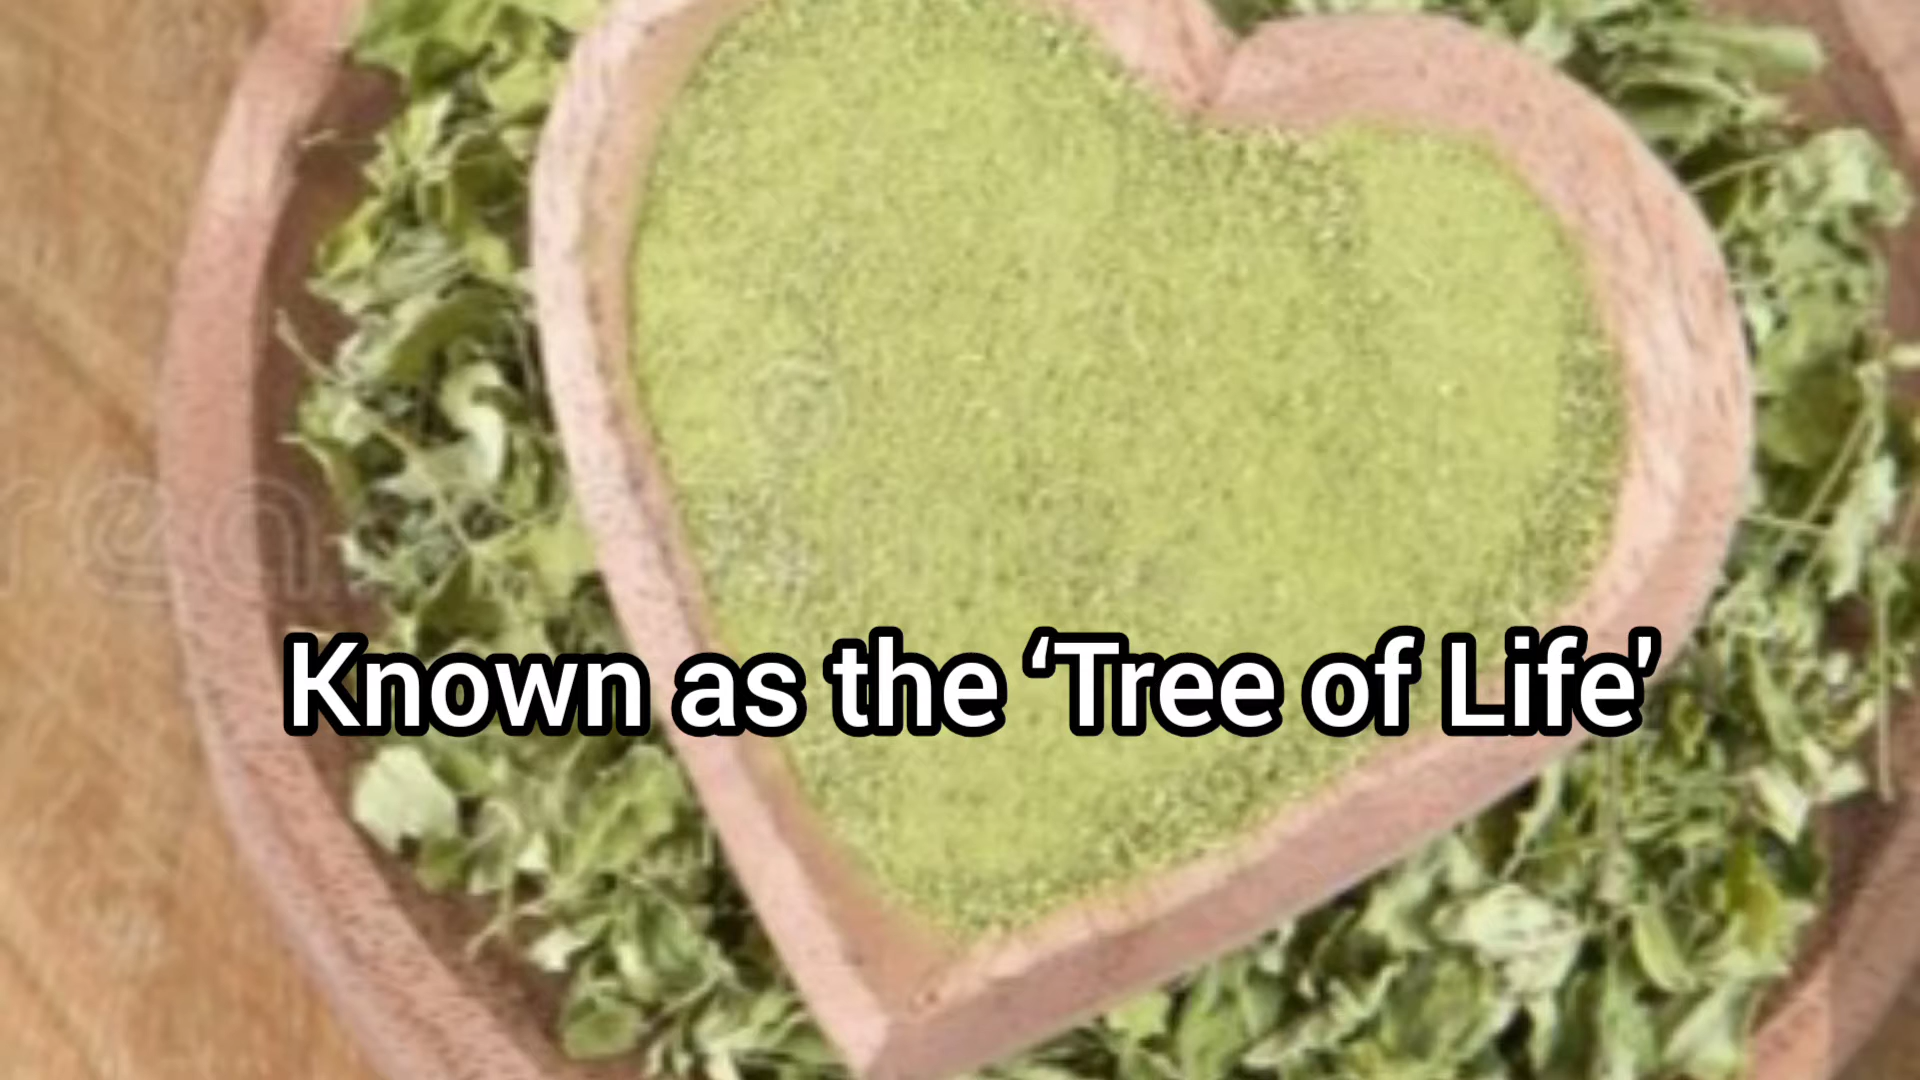 Known as the ‘Tree of Life'